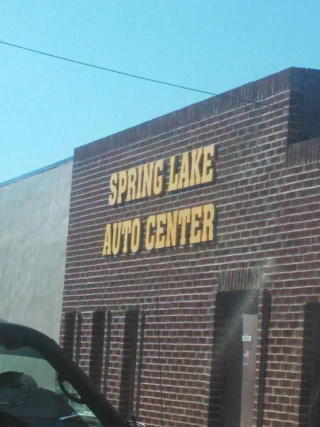 SPRING LAKE
AUTO CENTER